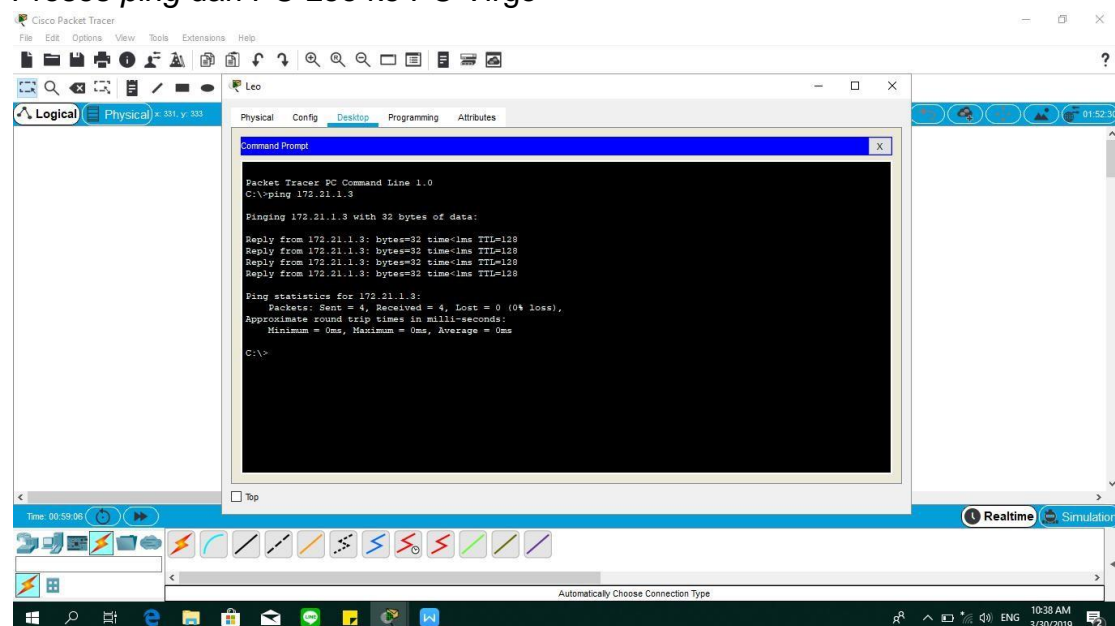 Proses ping dari PC Leo ke PC Virgo
Cisco Packet Tracer
File Edit Options View Tools Extensions Help
?
Leo
Logical Physical x: 331, y: 333
01:52:30
Physical Config Desktop Programming Attributes
Command Prompt X
Packet Tracer PC Command Line 1.0
C:\>ping 172.21.1.3
Pinging 172.21.1.3 with 32 bytes of data:
Reply from 172.21.1.3: bytes=32 time<1ms TTL=128
Reply from 172.21.1.3: bytes=32 time<1ms TTL=128
Reply from 172.21.1.3: bytes=32 time<1ms TTL=128
Reply from 172.21.1.3: bytes=32 time<1ms TTL=128
Ping statistics for 172.21.1.3:
Packets: Sent = 4, Received = 4, Lost = 0 (0% loss),
Approximate round trip times in milli-seconds:
Minimum = 0ms, Maximum = 0ms, Average = 0ms
C:\>
Top
Time: 00:59:06
Realtime Simulation
Automatically Choose Connection Type
ENG
10:38 AM
3/30/2019